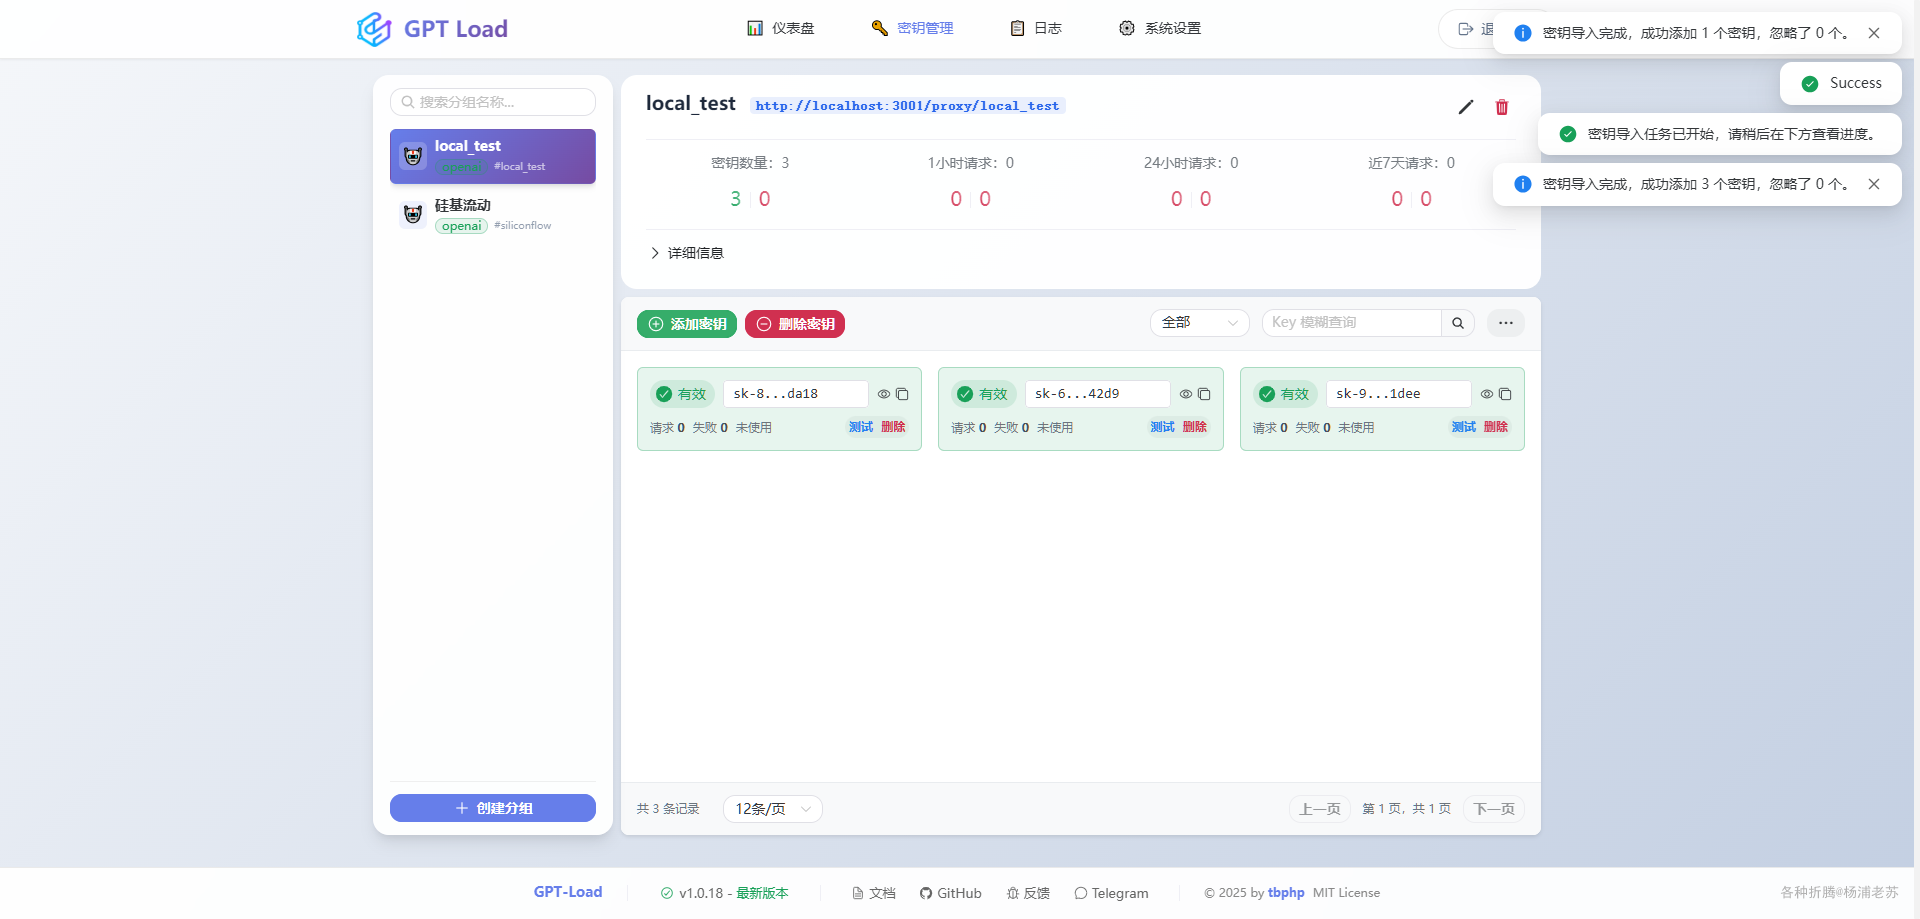 GPT Load
仪表盘
密钥管理
日志
系统设置
退
密钥导入完成，成功添加 1 个密钥，忽略了 0 个。
Success
密钥导入任务已开始，请稍后在下方查看进度。
密钥导入完成，成功添加 3 个密钥，忽略了 0 个。
搜索分组名称...
local_test
openai #local_test
硅基流动
openai #siliconflow
创建分组
local_test http://localhost:3001/proxy/local_test
密钥数量：3 1小时请求：0 24小时请求：0 近7天请求：0
3 0 0 0 0 0 0 0
详细信息
添加密钥 删除密钥 全部 Key 模糊查询
有效 sk-8...da18
请求 0 失败 0 未使用 测试 删除
有效 sk-6...42d9
请求 0 失败 0 未使用 测试 删除
有效 sk-9...1dee
请求 0 失败 0 未使用 测试 删除
共 3 条记录 12条/页 上一页 第 1 页，共 1 页 下一页
GPT-Load v1.0.18 - 最新版本 文档 GitHub 反馈 Telegram © 2025 by tbphp MIT License
各种折腾@杨浦老苏